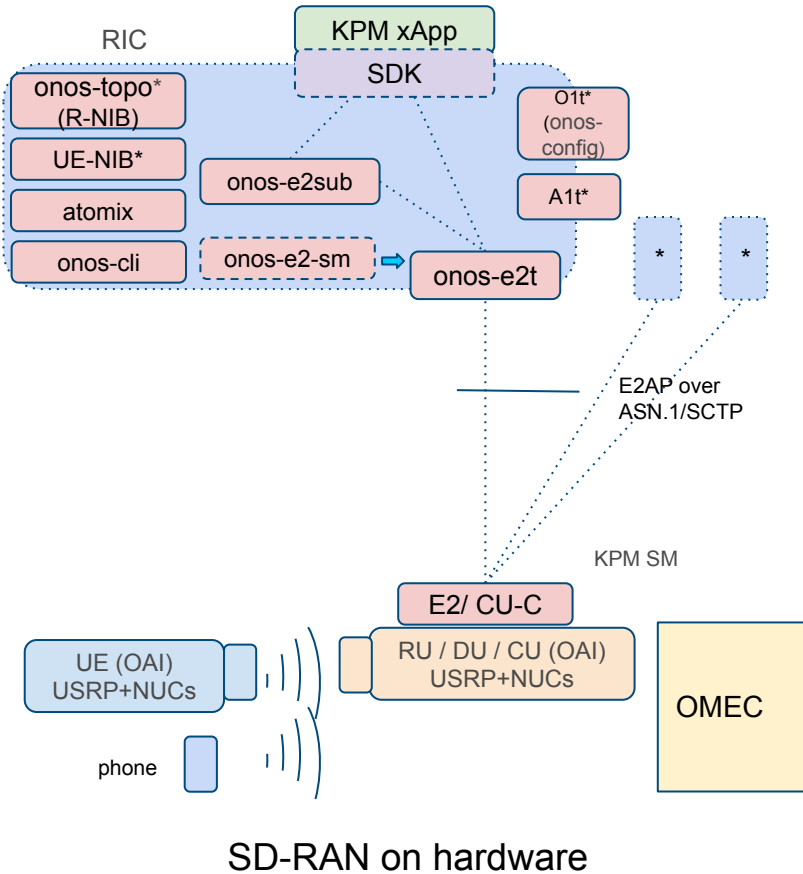 RIC
KPM xApp
SDK
onos-topo*
(R-NIB)
UE-NIB*
atomix
onos-cli
onos-e2sub
onos-e2-sm
onos-e2t
O1t*
(onos-
config)
A1t*
*
*
E2AP over
ASN.1/SCTP
KPM SM
E2/ CU-C
RU / DU / CU (OAI)
USRP+NUCs
UE (OAI)
USRP+NUCs
OMEC
phone
SD-RAN on hardware